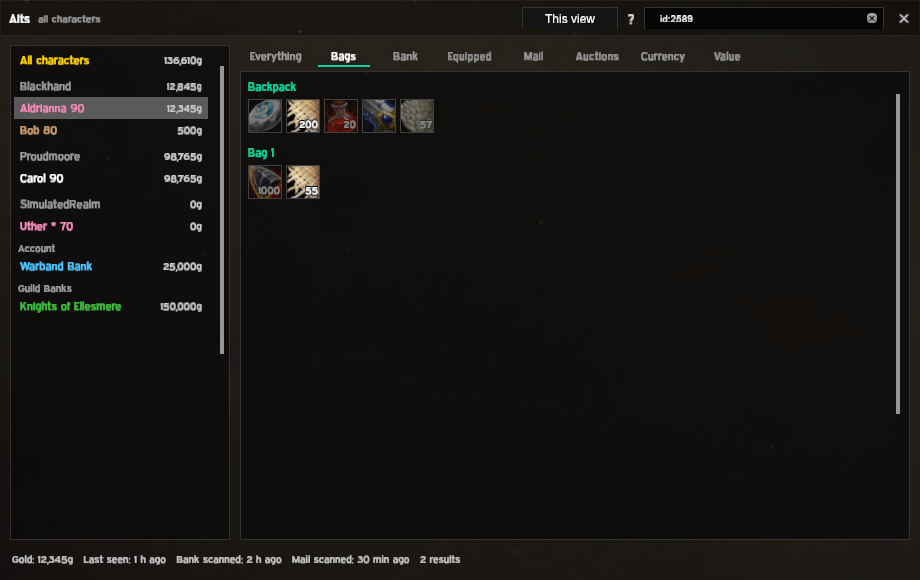 Alts all characters This view ? id:2589
All characters 136,610g
Blackhand 12,845g
Aldrianna 90 12,345g
Bob 80 500g
Proudmoore 98,765g
Carol 90 98,765g
SimulatedRealm 0g
Uther * 70 0g
Account
Warband Bank 25,000g
Guild Banks
Knights of Ellesmere 150,000g
Everything Bags Bank Equipped Mail Auctions Currency Value
Backpack
200 20 57
Bag 1
1000 55
Gold: 12,345g Last seen: 1 h ago Bank scanned: 2 h ago Mail scanned: 30 min ago 2 results